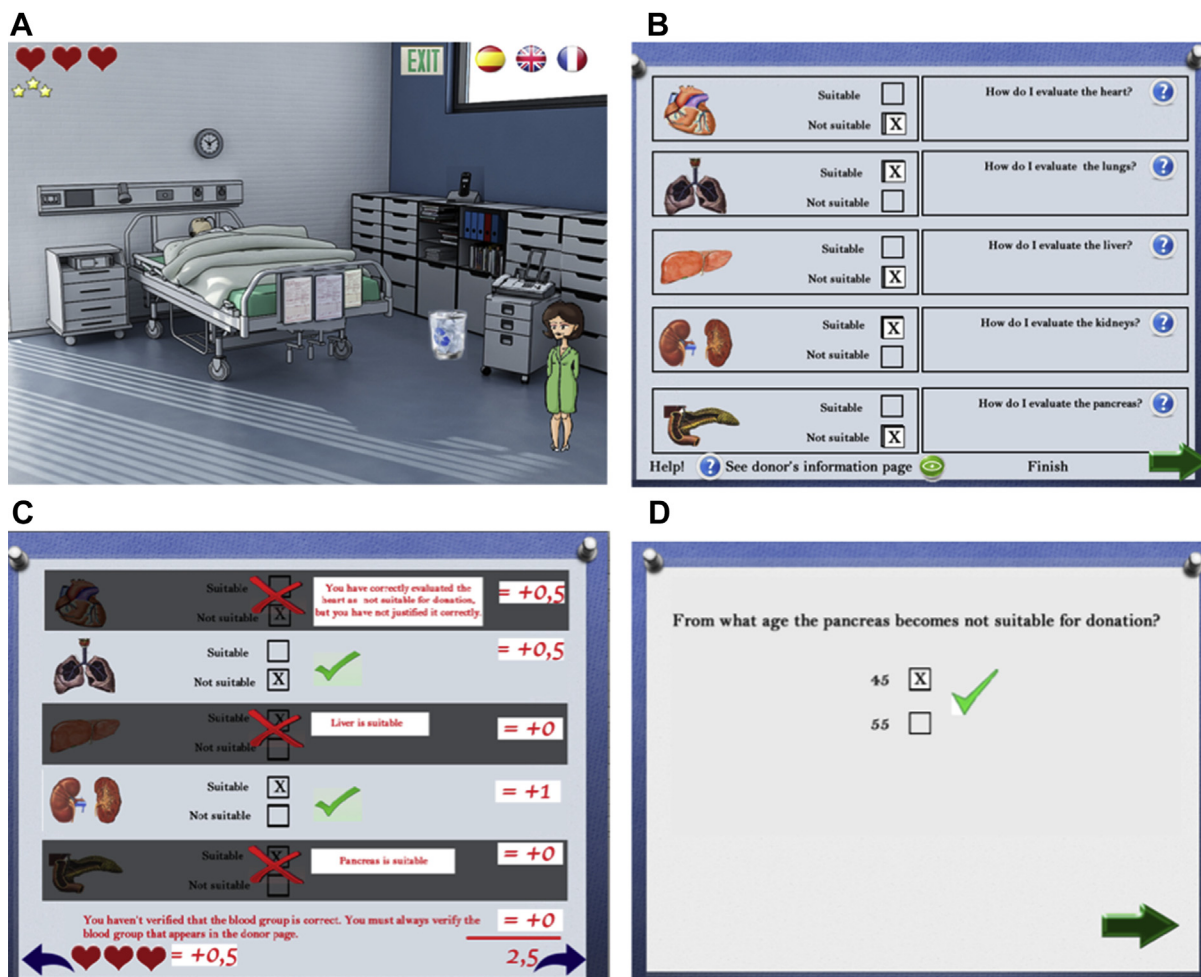 A
EXIT
B
Suitable
Not suitable X
How do I evaluate the heart? ?
Suitable X
Not suitable
How do I evaluate the lungs? ?
Suitable
Not suitable X
How do I evaluate the liver? ?
Suitable X
Not suitable
How do I evaluate the kidneys? ?
Suitable
Not suitable X
How do I evaluate the pancreas? ?
Help! ? See donor's information page Finish
C
Suitable
Not suitable X
You have correctly evaluated the
heart as not suitable for donation,
but you have not justified it correctly.
= +0,5
Suitable
Not suitable X
= +0,5
Suitable X
Not suitable
Liver is suitable
= +0
Suitable X
Not suitable
= +1
Suitable X
Not suitable
Pancreas is suitable
= +0
You haven't verified that the blood group is correct. You must always verify the
blood group that appears in the donor page.
= +0
= +0,5
2,5
D
From what age the pancreas becomes not suitable for donation?
45 X
55